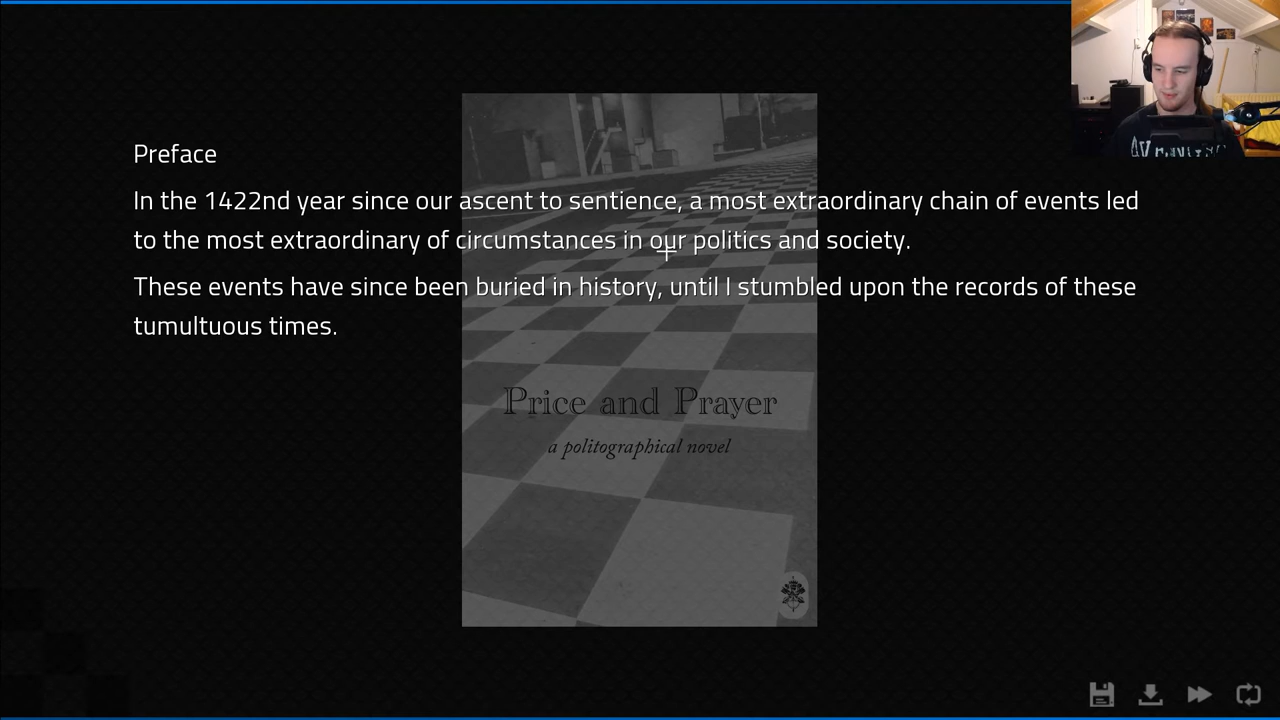 Preface
In the 1422nd year since our ascent to sentience, a most extraordinary chain of events led
to the most extraordinary of circumstances in our politics and society.
These events have since been buried in history, until I stumbled upon the records of these
tumultuous times.
Price and Prayer
a politographical novel